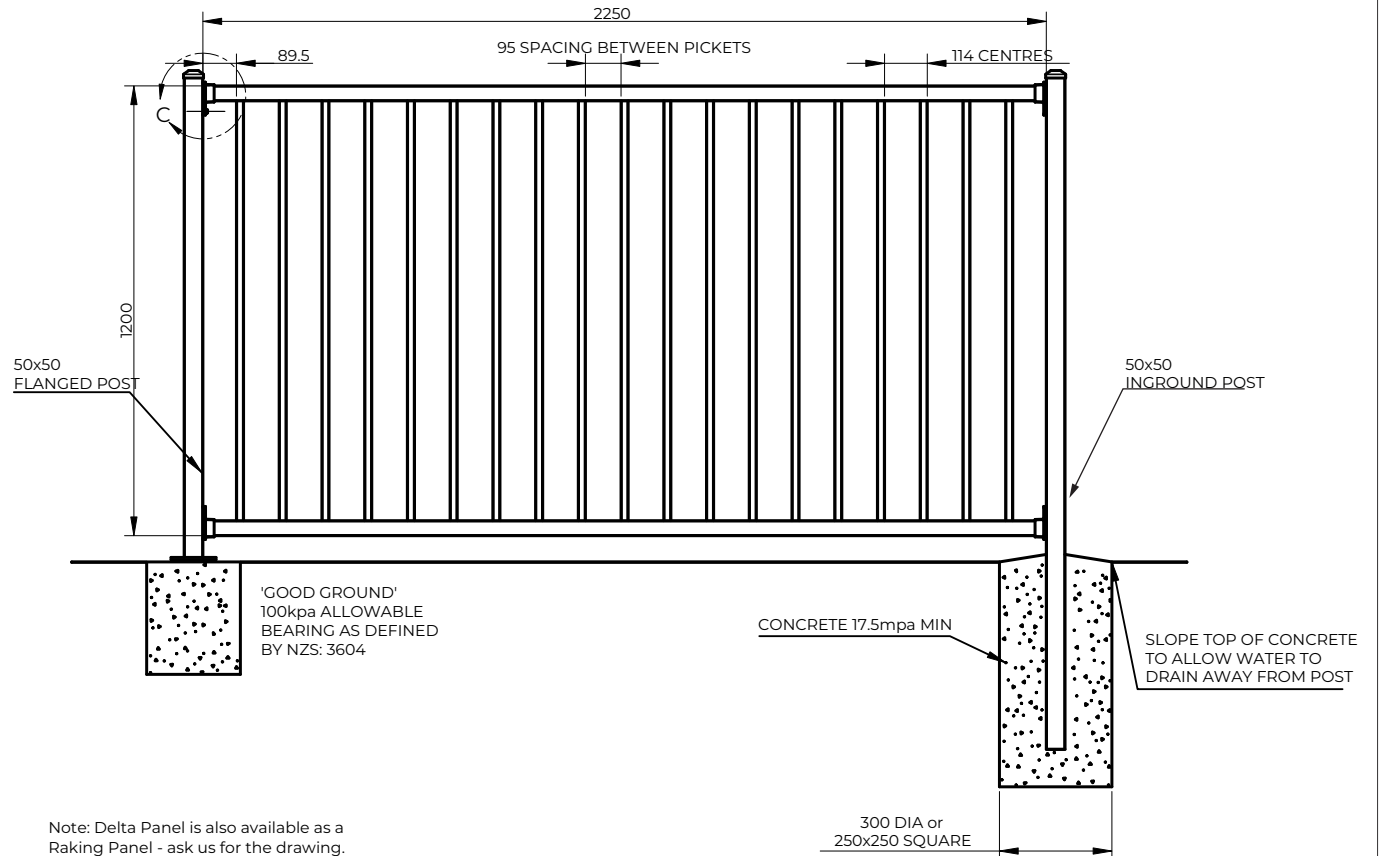 2250
89.5
95 SPACING BETWEEN PICKETS
114 CENTRES
C
1200
50x50
FLANGED POST
50x50
INGROUND POST
'GOOD GROUND'
100kpa ALLOWABLE
BEARING AS DEFINED
BY NZS: 3604
CONCRETE 17.5mpa MIN
SLOPE TOP OF CONCRETE
TO ALLOW WATER TO
DRAIN AWAY FROM POST
Note: Delta Panel is also available as a
Raking Panel - ask us for the drawing.
300 DIA or
250x250 SQUARE